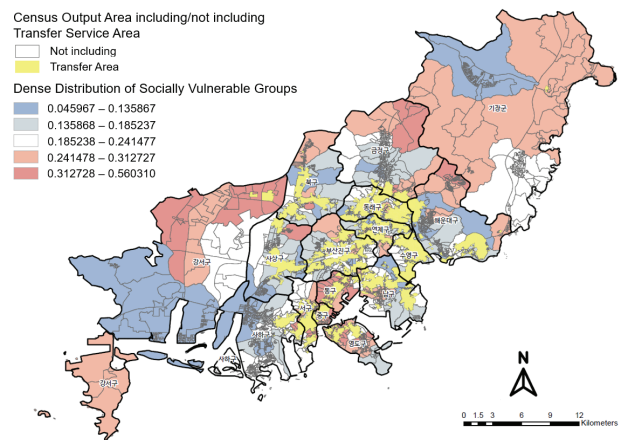 Census Output Area including/not including
Transfer Service Area
Not including
Transfer Area
Dense Distribution of Socially Vulnerable Groups
0.045967 – 0.135867
0.135868 – 0.185237
0.185238 – 0.241477
0.241478 – 0.312727
0.312728 – 0.560310
기장군
금정구
북구
동래구
해운대구
연제구
부산진구
수영구
사상구
강서구
동구
남구
서구
중구
사하구
영도구
사하구
강서구
N
0 1.5 3 6 9 12
Kilometers